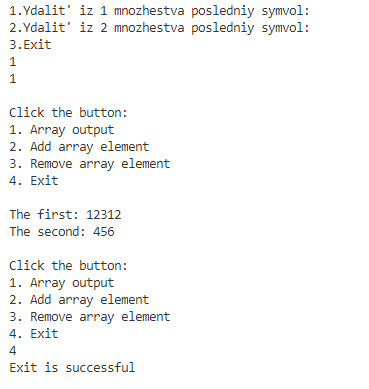 1.Ydalit' iz 1 mnozhestva posledniy symvol:
2.Ydalit' iz 2 mnozhestva posledniy symvol:
3.Exit
1
1
Click the button:
1. Array output
2. Add array element
3. Remove array element
4. Exit
The first: 12312
The second: 456
Click the button:
1. Array output
2. Add array element
3. Remove array element
4. Exit
4
Exit is successful